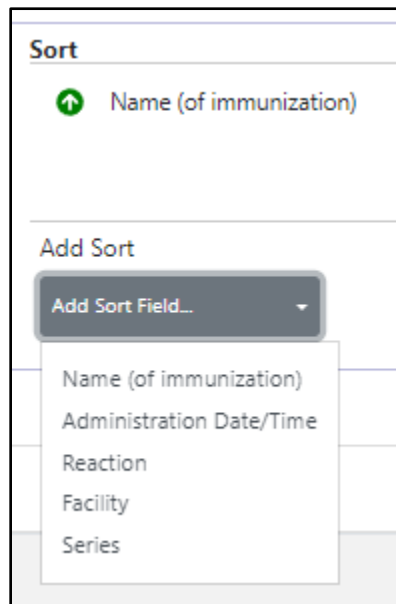 Sort
Name (of immunization)
Add Sort
Add Sort Field...
Name (of immunization)
Administration Date/Time
Reaction
Facility
Series